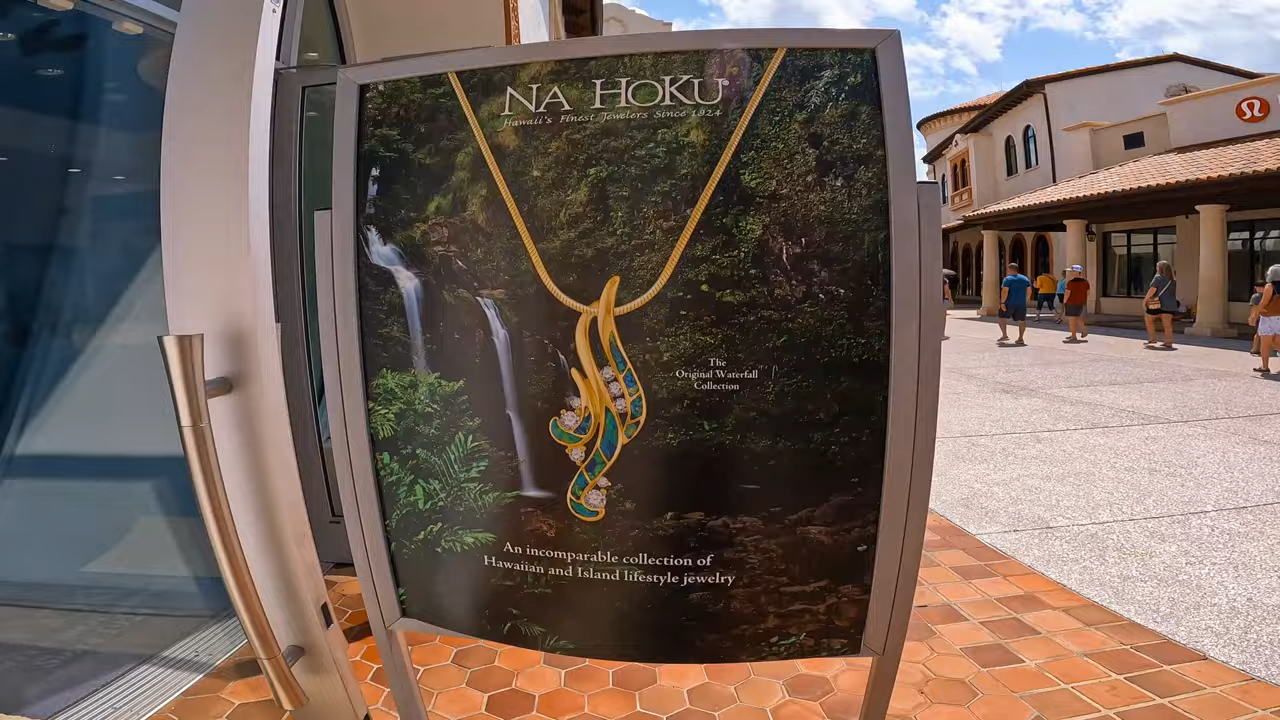 NA HOKU®
Hawaii's Finest Jewelers Since 1924
The
Original Waterfall
Collection
An incomparable collection of
Hawaiian and Island lifestyle jewelry